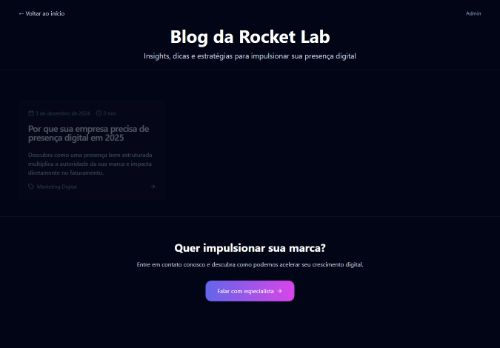 ← Voltar ao início
Admin
Blog da Rocket Lab
Insights, dicas e estratégias para impulsionar sua presença digital
3 de dezembro de 2024
5 min
Por que sua empresa precisa de
presença digital em 2025
Descubra como uma presença bem estruturada
multiplica a autoridade da sua marca e impacta
diretamente no faturamento.
Marketing Digital →
Quer impulsionar sua marca?
Entre em contato conosco e descubra como podemos acelerar seu crescimento digital.
Falar com especialista →